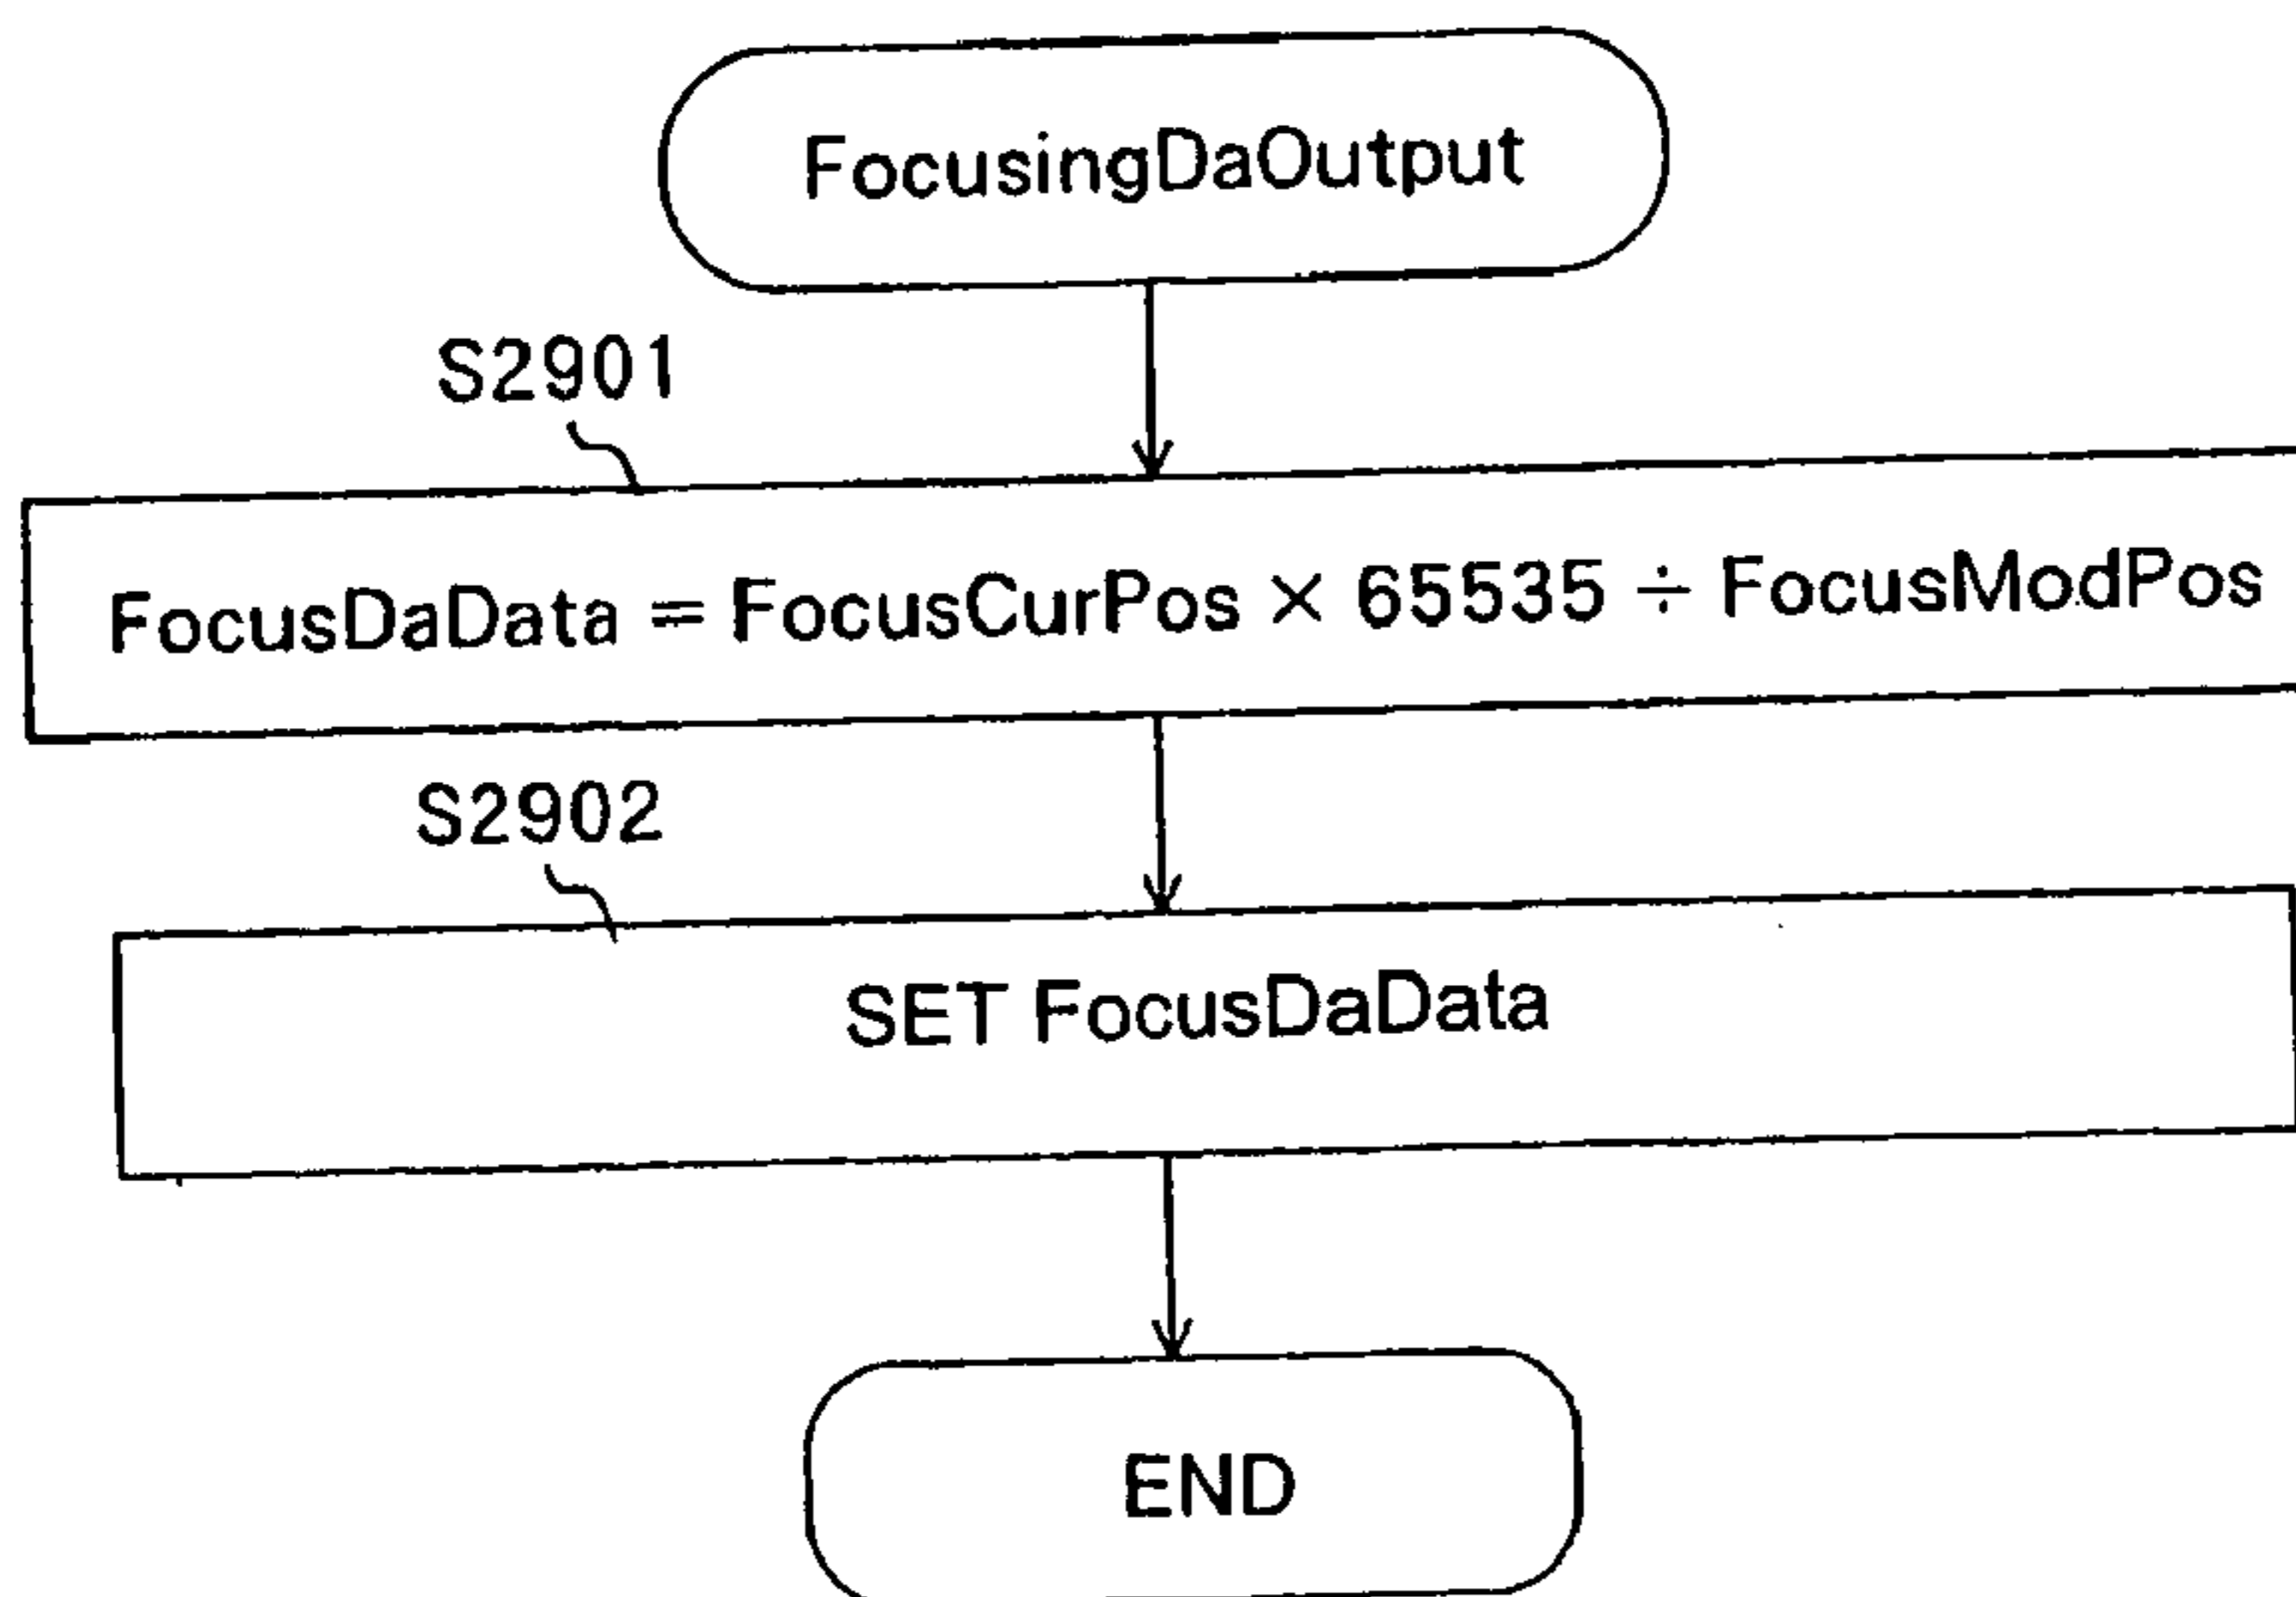 FocusingDaOutput
S2901
FocusDaData = FocusCurPos × 65535 ÷ FocusModPos
S2902
SET FocusDaData
END